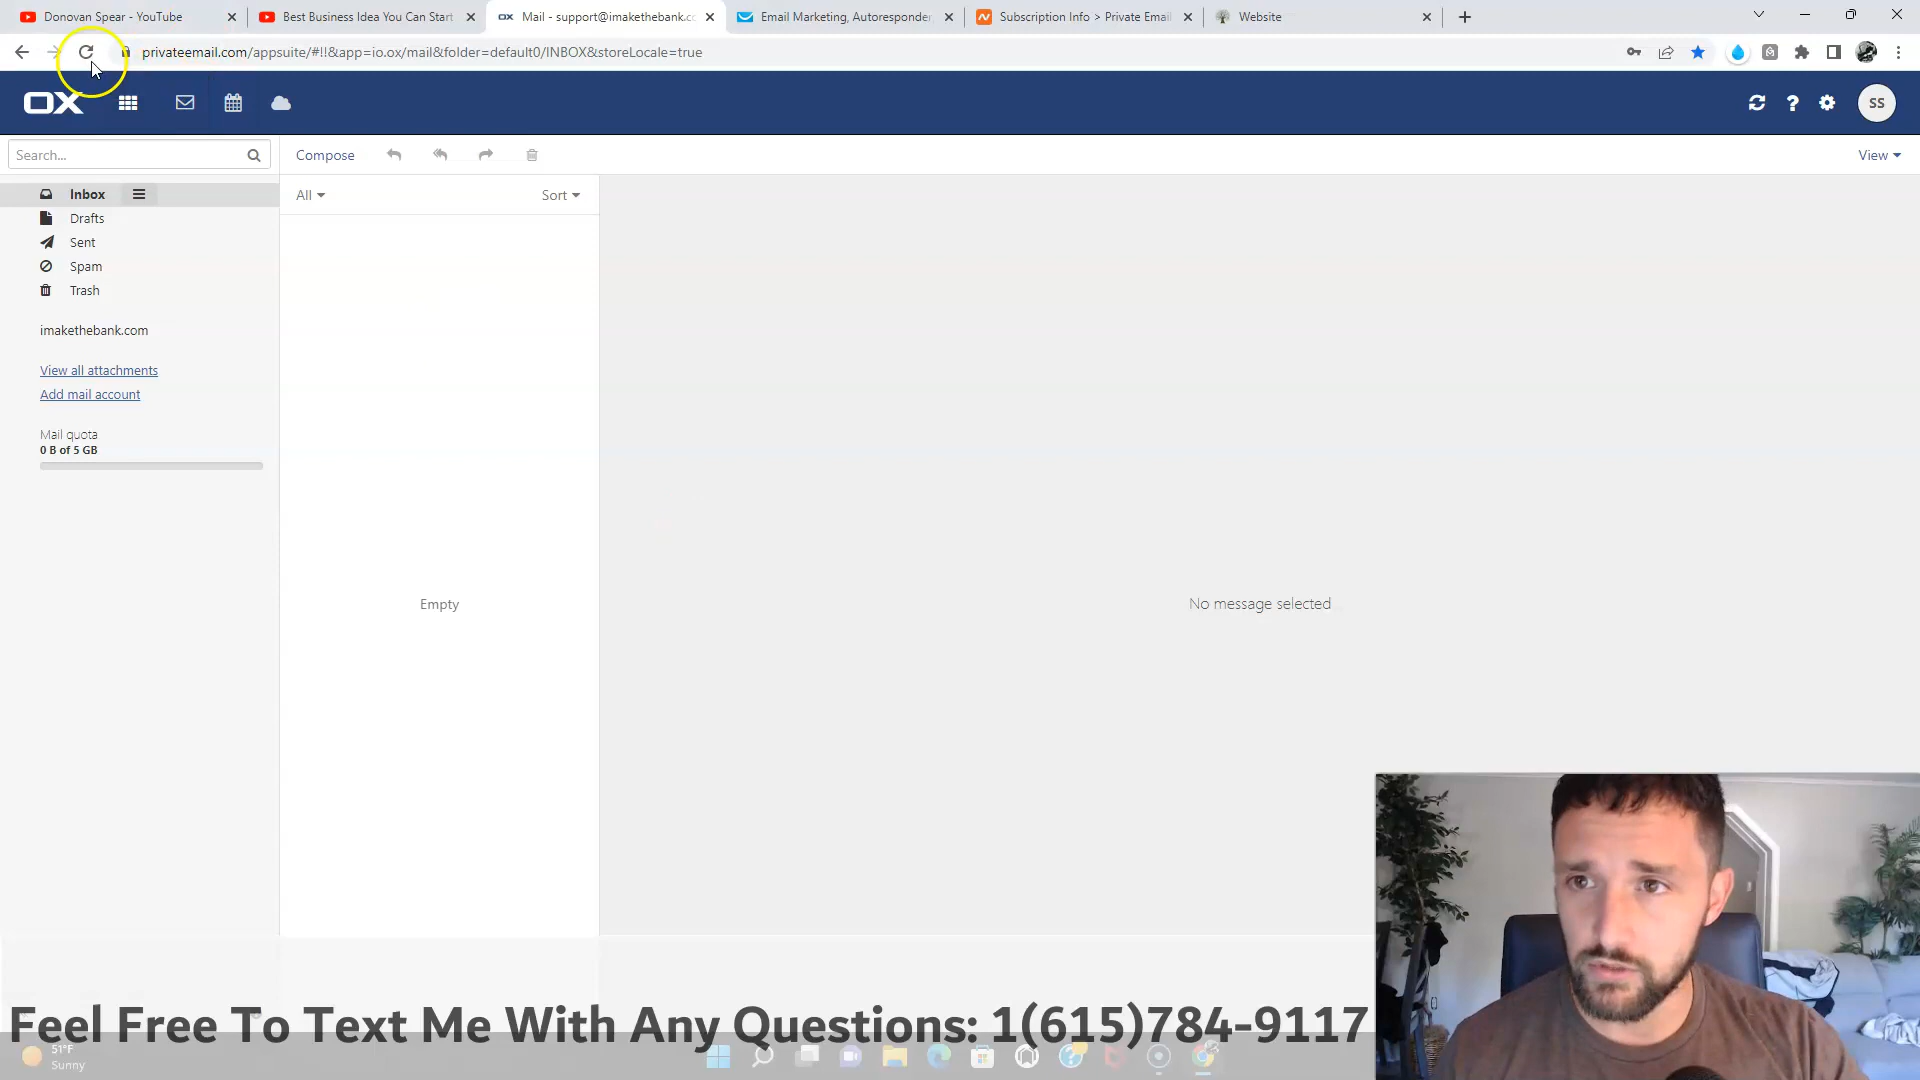 Donovan Spear - YouTube
Best Business Idea You Can Start
Mail - support@imakethebank.co
Email Marketing, Autoresponder
Subscription Info > Private Email
Website
privateemail.com/appsuite/#!!&app=io.ox/mail&folder=default0/INBOX&storeLocale=true
OX
SS
Search...
Compose
View
Inbox
All
Sort
Drafts
Sent
Spam
Trash
imakethebank.com
View all attachments
Add mail account
Mail quota
0 B of 5 GB
Empty
No message selected
Feel Free To Text Me With Any Questions: 1(615)784-9117
51°F
Sunny